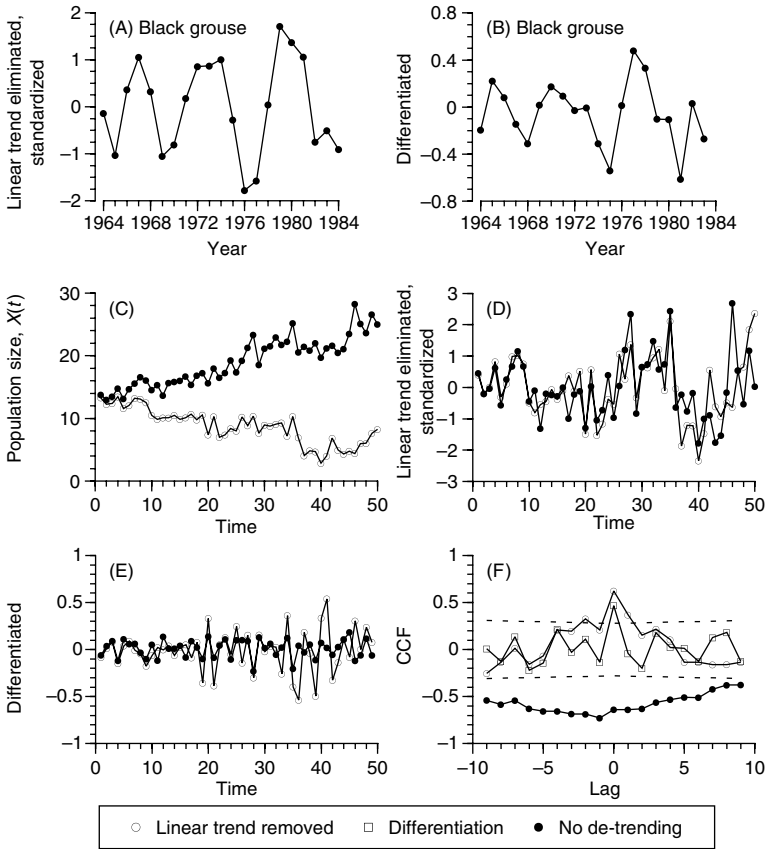 (A) Black grouse
Linear trend eliminated,
standardized
2
1
0
–1
–2
1964 1968 1972 1976 1980 1984
Year
(B) Black grouse
Differentiated
0.8
0.4
0
–0.4
–0.8
1964 1968 1972 1976 1980 1984
Year
(C)
Population size, X(t)
30
20
10
0
0 10 20 30 40 50
Time
(D)
Linear trend eliminated,
standardized
3
2
1
0
–1
–2
–3
0 10 20 30 40 50
Time
(E)
Differentiated
1
0.5
0
–0.5
–1
0 10 20 30 40 50
Time
(F)
CCF
1
0.5
0
–0.5
–1
–10 –5 0 5 10
Lag
Linear trend removed Differentiation No de-trending